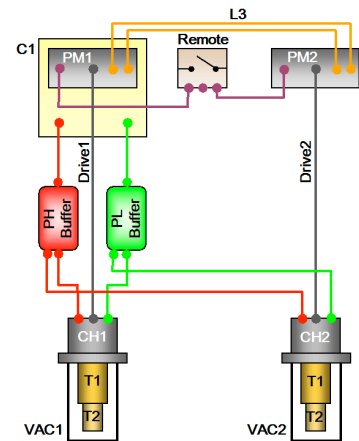 L3
C1
Remote
PM1
PM2
Drive1
Drive2
PH
Buffer
PL
Buffer
CH1
CH2
T1
T1
T2
T2
VAC1
VAC2